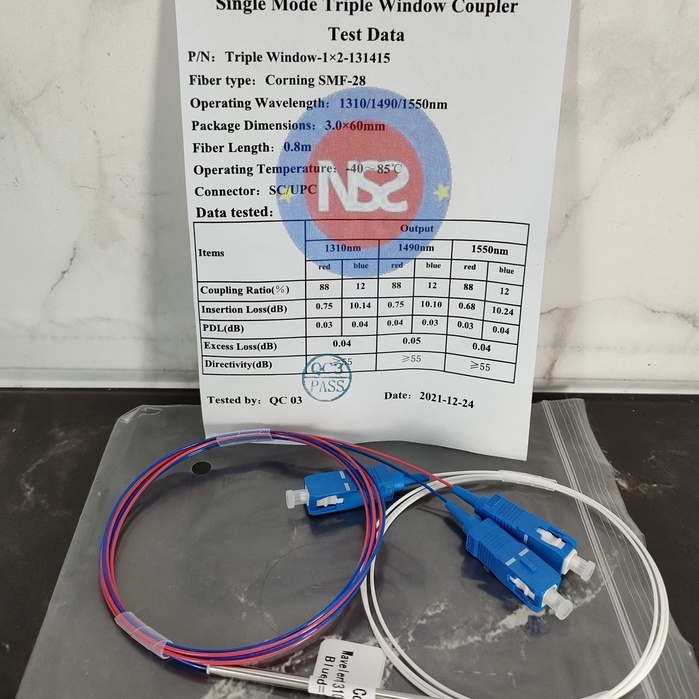 Single Mode Triple Window Coupler
Test Data
P/N: Triple Window-1×2-131415
Fiber type: Corning SMF-28
Operating Wavelength: 1310/1490/1550nm
Package Dimensions: 3.0×60mm
Fiber Length: 0.8m
Operating Temperature: -40～85℃
Connector: SC/UPC
NSS
Data tested:
Items Output
1310nm 1490nm 1550nm
red blue red blue red blue
Coupling Ratio(%) 88 12 88 12 88 12
Insertion Loss(dB) 0.75 10.14 0.75 10.10 0.68 10.24
PDL(dB) 0.03 0.04 0.04 0.03 0.03 0.04
Excess Loss(dB) 0.04 0.05 0.04
Directivity(dB) ≥55 ≥55 ≥55
QC3
PASS
Tested by: QC 03 Date: 2021-12-24